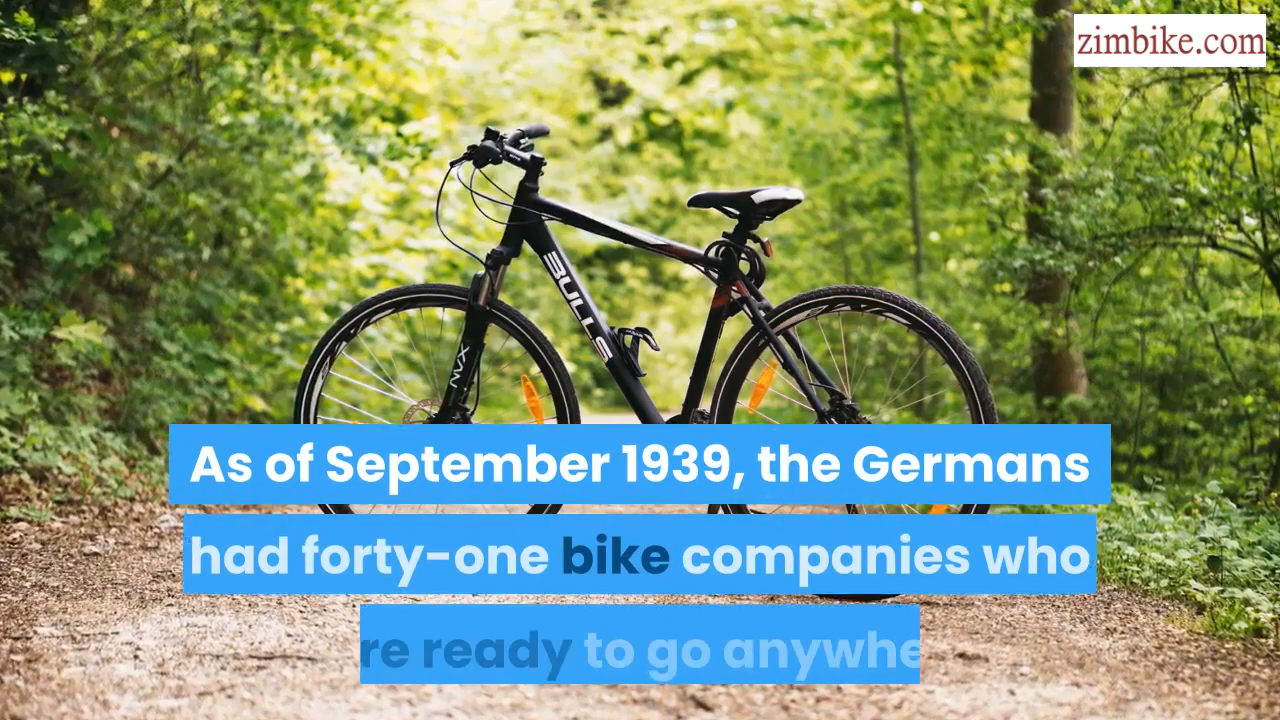 zimbike.com
BULLS
NVX
As of September 1939, the Germans
had forty-one bike companies who
re ready to go anywhe